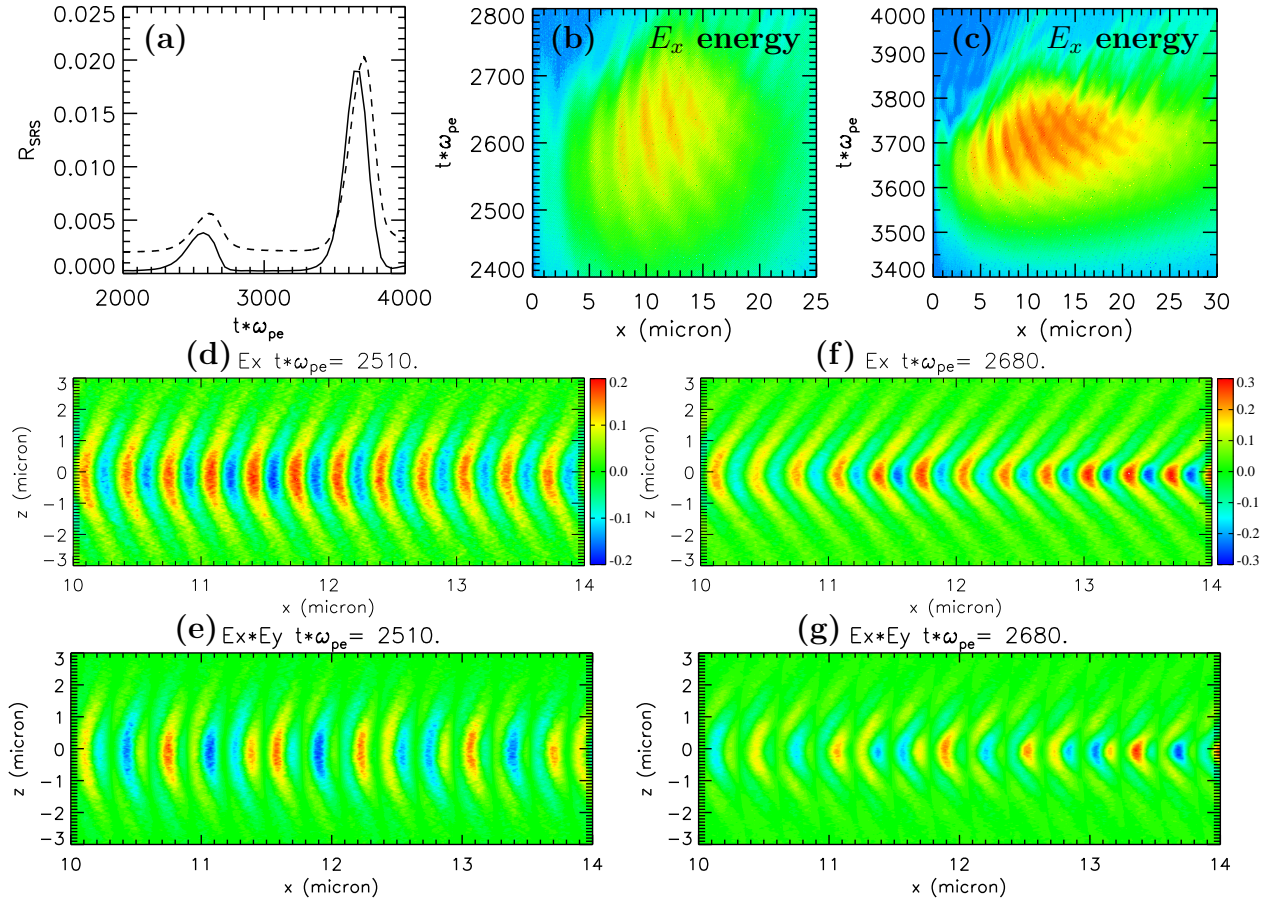 (a)
R_SRS
0.025
0.020
0.015
0.010
0.005
0.000
2000 3000 4000
t*ω_pe
(b) E_x energy
t*ω_pe
2800
2700
2600
2500
2400
0 5 10 15 20 25
x (micron)
(c) E_x energy
t*ω_pe
4000
3900
3800
3700
3600
3500
3400
0 5 10 15 20 25 30
x (micron)
(d) Ex t*ω_pe= 2510.
z (micron)
3
2
1
0
−1
−2
−3
10 11 12 13 14
x (micron)
0.2
0.1
0.0
-0.1
-0.2
(f) Ex t*ω_pe= 2680.
z (micron)
3
2
1
0
−1
−2
−3
10 11 12 13 14
x (micron)
0.3
0.2
0.1
0.0
-0.1
-0.2
-0.3
(e) Ex*Ey t*ω_pe= 2510.
z (micron)
3
2
1
0
−1
−2
−3
10 11 12 13 14
x (micron)
(g) Ex*Ey t*ω_pe= 2680.
z (micron)
3
2
1
0
−1
−2
−3
10 11 12 13 14
x (micron)